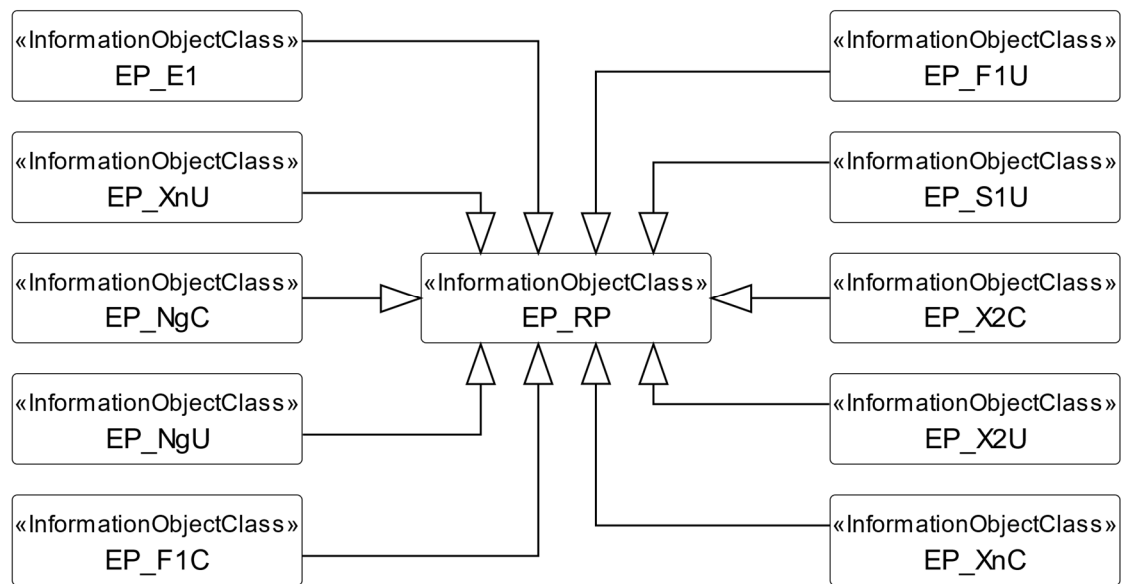 «InformationObjectClass»
EP_E1
«InformationObjectClass»
EP_XnU
«InformationObjectClass»
EP_NgC
«InformationObjectClass»
EP_NgU
«InformationObjectClass»
EP_F1C
«InformationObjectClass»
EP_RP
«InformationObjectClass»
EP_F1U
«InformationObjectClass»
EP_S1U
«InformationObjectClass»
EP_X2C
«InformationObjectClass»
EP_X2U
«InformationObjectClass»
EP_XnC